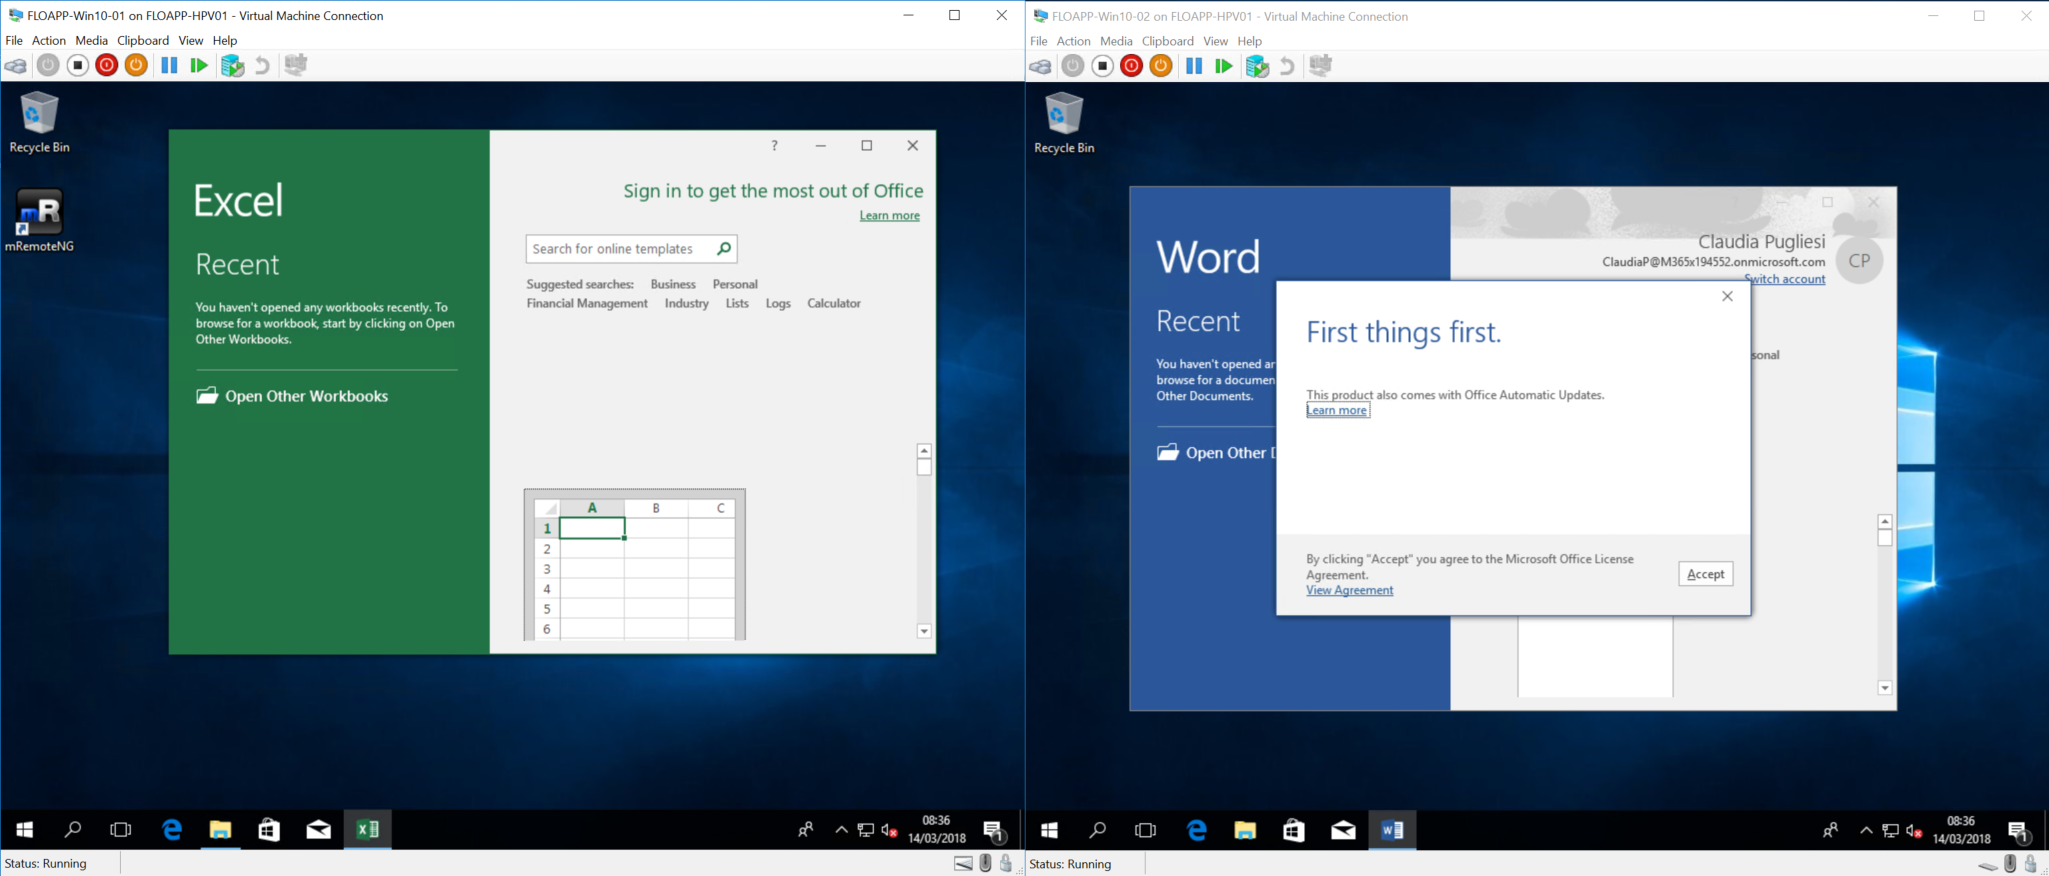 FLOAPP-Win10-01 on FLOAPP-HPV01 - Virtual Machine Connection
File Action Media Clipboard View Help
Recycle Bin
mR
mRemoteNG
Excel
Recent
You haven't opened any workbooks recently. To
browse for a workbook, start by clicking on Open
Other Workbooks.
Open Other Workbooks
?
Sign in to get the most out of Office
Learn more
Search for online templates
Suggested searches: Business Personal
Financial Management Industry Lists Logs Calculator
A B C
1
2
3
4
5
6
08:36
14/03/2018
1
Status: Running
FLOAPP-Win10-02 on FLOAPP-HPV01 - Virtual Machine Connection
File Action Media Clipboard View Help
Recycle Bin
Word
Recent
You haven't opened ar
browse for a documen
Other Documents.
Open Other D
Claudia Pugliesi
ClaudiaP@M365x194552.onmicrosoft.com
CP
Switch account
sonal
First things first.
This product also comes with Office Automatic Updates.
Learn more
By clicking "Accept" you agree to the Microsoft Office License
Agreement.
View Agreement
Accept
08:36
14/03/2018
1
Status: Running